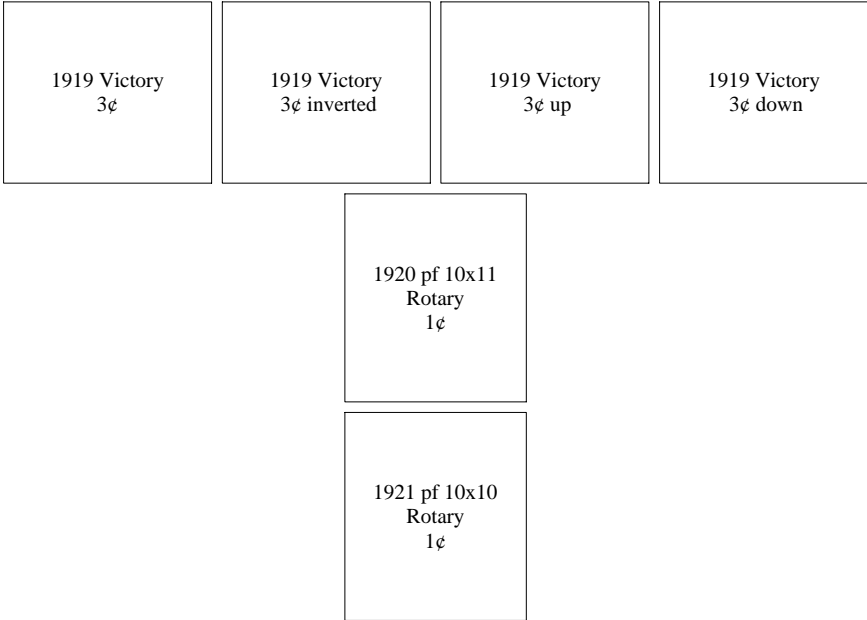 1919 Victory
3¢
1919 Victory
3¢ inverted
1919 Victory
3¢ up
1919 Victory
3¢ down
1920 pf 10x11
Rotary
1¢
1921 pf 10x10
Rotary
1¢